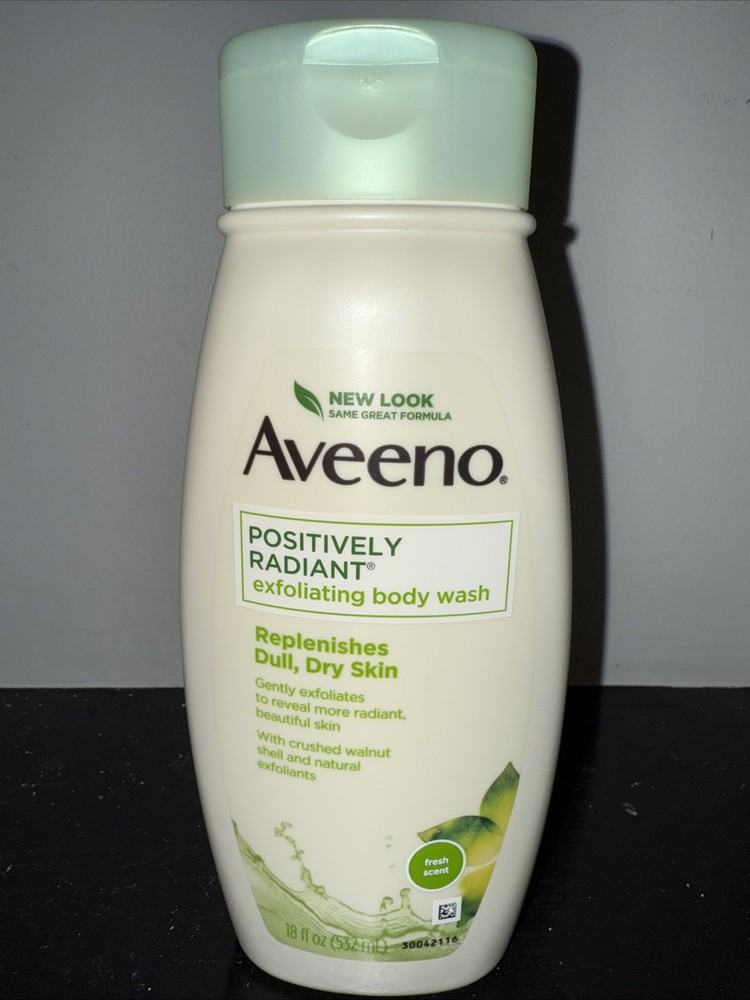 NEW LOOK
SAME GREAT FORMULA
Aveeno®
POSITIVELY
RADIANT®
exfoliating body wash
Replenishes
Dull, Dry Skin
Gently exfoliates
to reveal more radiant,
beautiful skin
With crushed walnut
shell and natural
exfoliants
fresh
scent
18 fl oz (532 mL)
30042116